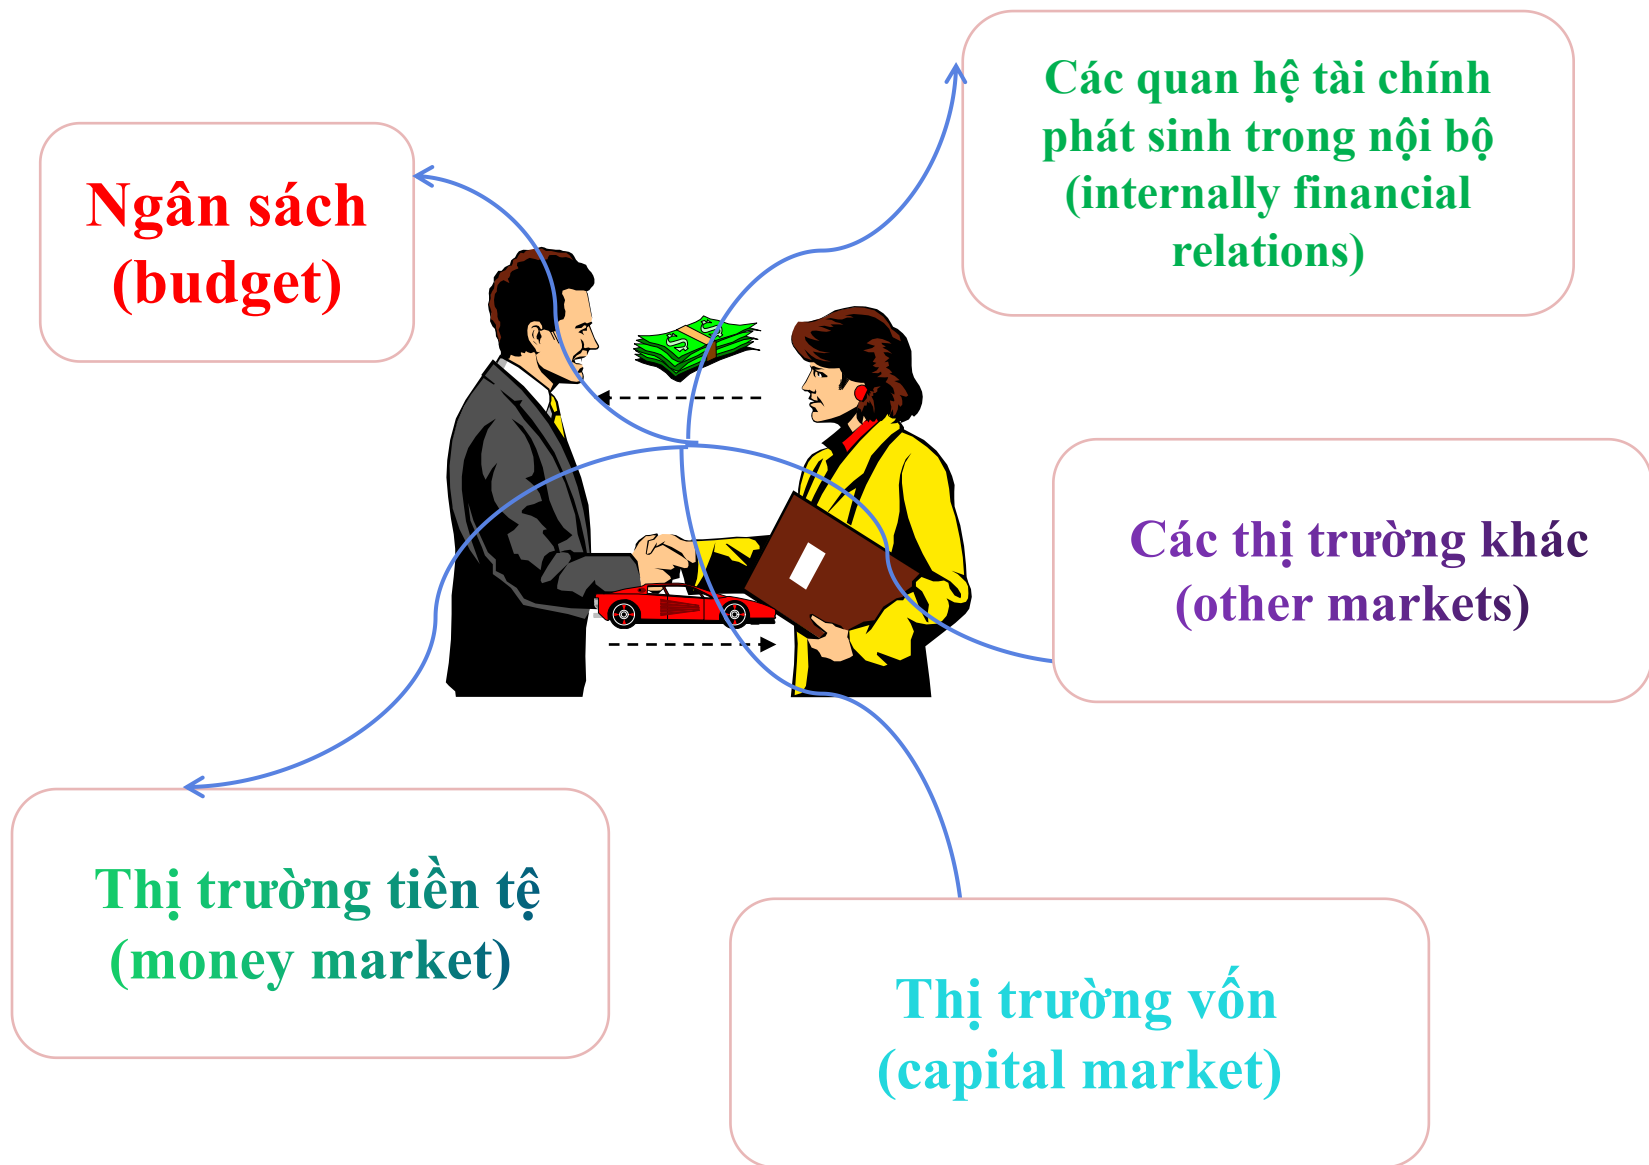 Ngân sách
(budget)
Các quan hệ tài chính
phát sinh trong nội bộ
(internally financial
relations)
Các thị trường khác
(other markets)
Thị trường tiền tệ
(money market)
Thị trường vốn
(capital market)